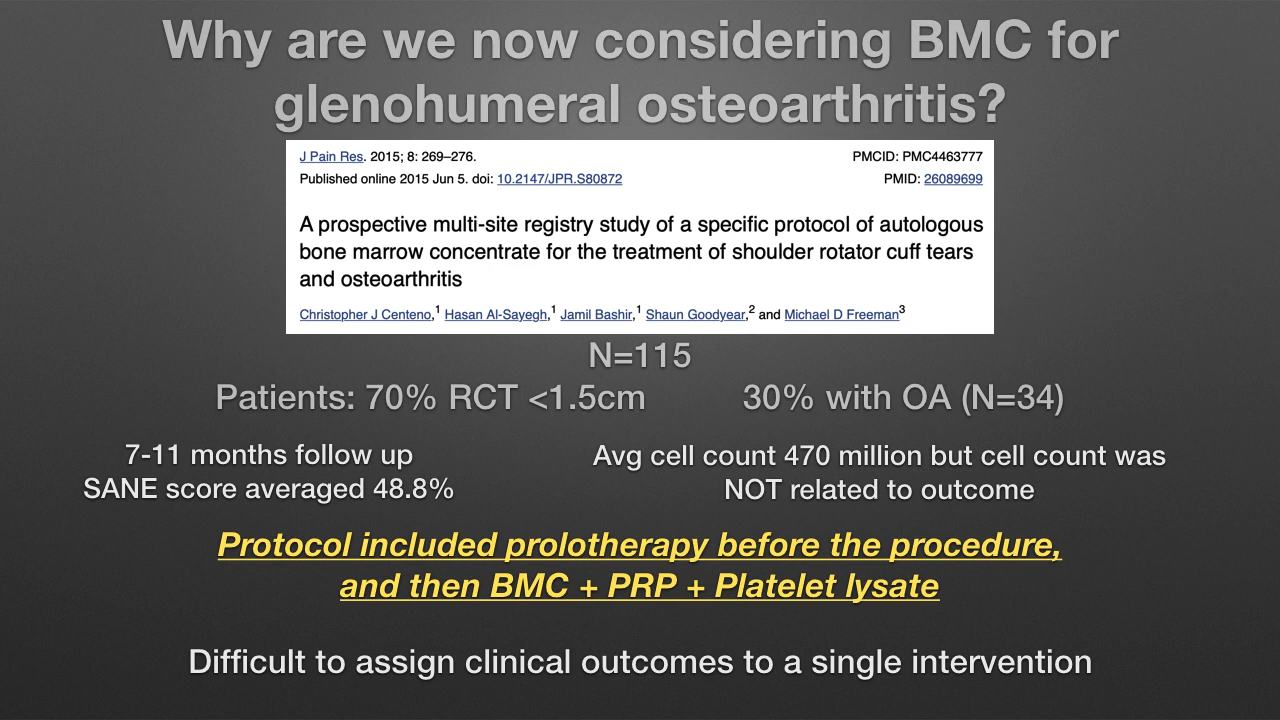 Why are we now considering BMC for
glenohumeral osteoarthritis?
J Pain Res. 2015; 8: 269–276. PMCID: PMC4463777
Published online 2015 Jun 5. doi: 10.2147/JPR.S80872 PMID: 26089699
A prospective multi-site registry study of a specific protocol of autologous
bone marrow concentrate for the treatment of shoulder rotator cuff tears
and osteoarthritis
Christopher J Centeno,1 Hasan Al-Sayegh,1 Jamil Bashir,1 Shaun Goodyear,2 and Michael D Freeman3
N=115
Patients: 70% RCT <1.5cm 30% with OA (N=34)
7-11 months follow up
SANE score averaged 48.8%
Avg cell count 470 million but cell count was
NOT related to outcome
Protocol included prolotherapy before the procedure,
and then BMC + PRP + Platelet lysate
Difficult to assign clinical outcomes to a single intervention